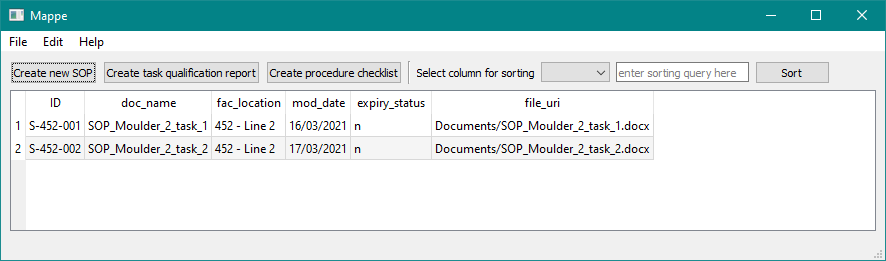 Mappe
File Edit Help
Create new SOP Create task qualification report Create procedure checklist Select column for sorting enter sorting query here Sort
ID doc_name fac_location mod_date expiry_status file_uri
1 S-452-001 SOP_Moulder_2_task_1 452 - Line 2 16/03/2021 n Documents/SOP_Moulder_2_task_1.docx
2 S-452-002 SOP_Moulder_2_task_2 452 - Line 2 17/03/2021 n Documents/SOP_Moulder_2_task_2.docx